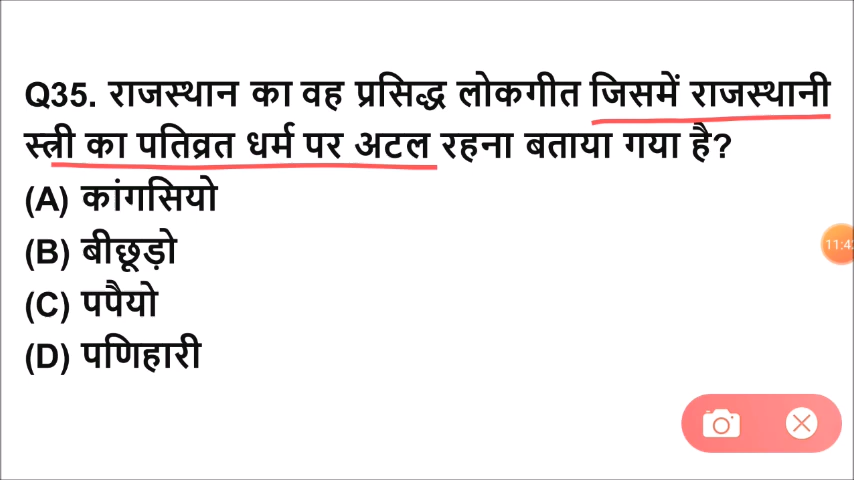 Q35. राजस्थान का वह प्रसिद्ध लोकगीत जिसमें राजस्थानी
स्त्री का पतिव्रत धर्म पर अटल रहना बताया गया है?
(A) कांगसियो
(B) बीछूड़ो
(C) पपैयो
(D) पणिहारी